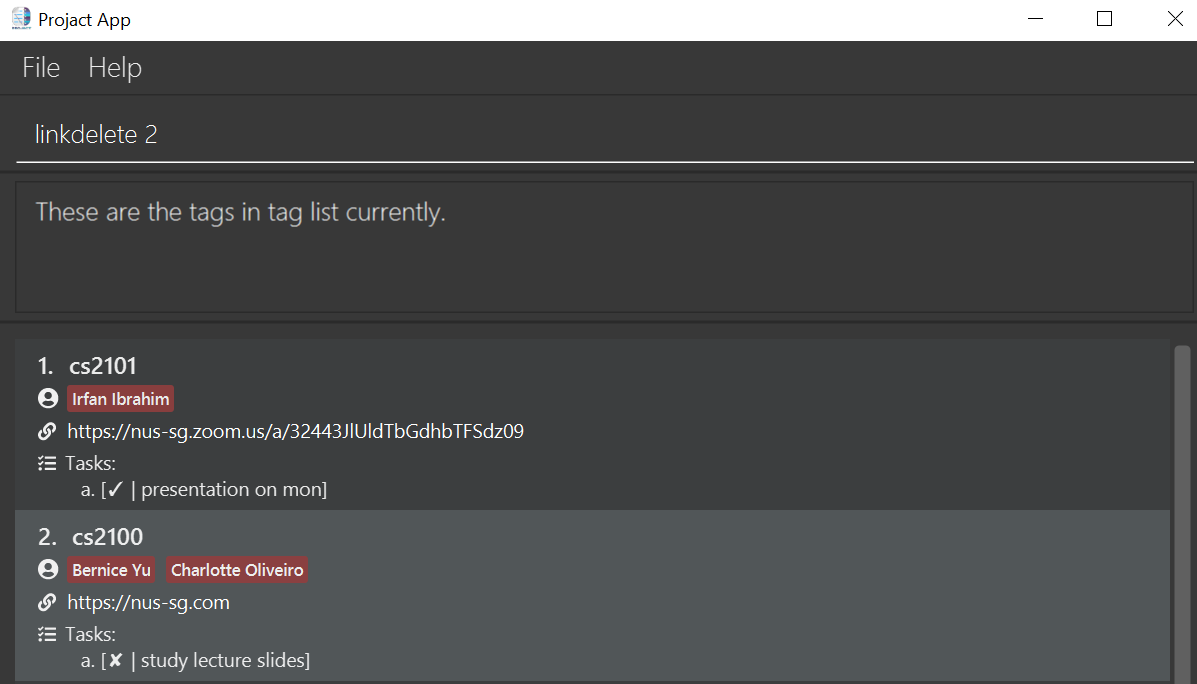 Projact App
File Help
linkdelete 2
These are the tags in tag list currently.
1. cs2101
Irfan Ibrahim
https://nus-sg.zoom.us/a/32443JlUldTbGdhbTFSdz09
Tasks:
a. [✓ | presentation on mon]
2. cs2100
Bernice Yu Charlotte Oliveiro
https://nus-sg.com
Tasks:
a. [✘ | study lecture slides]